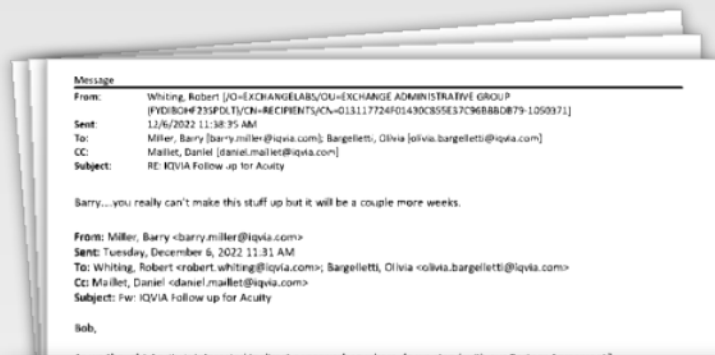 Message
From: Whiting, Robert [/O=EXCHANGELABS/OU=EXCHANGE ADMINISTRATIVE GROUP
(FYDIBOHF23SPDLT)/CN=RECIPIENTS/CN=
Sent: 12/6/2022 11:38:35 AM
To: Miller, Barry [barry.miller@iqvia.com]; Bargelletti, Olivia [olivia.bargelletti@iqvia.com]
CC: Maillet, Daniel [daniel.maillet@iqvia.com]
Subject: RE: IQVIA Follow up for Acuity
Barry....you really can't make this stuff up but it will be a couple more weeks.
From: Miller, Barry <barry.miller@iqvia.com>
Sent: Tuesday, December 6, 2022 11:31 AM
To: Whiting, Robert <robert.whiting@iqvia.com>; Bargelletti, Olivia <olivia.bargelletti@iqvia.com>
Cc: Maillet, Daniel <daniel.maillet@iqvia.com>
Subject: Fw: IQVIA Follow up for Acuity
Bob,